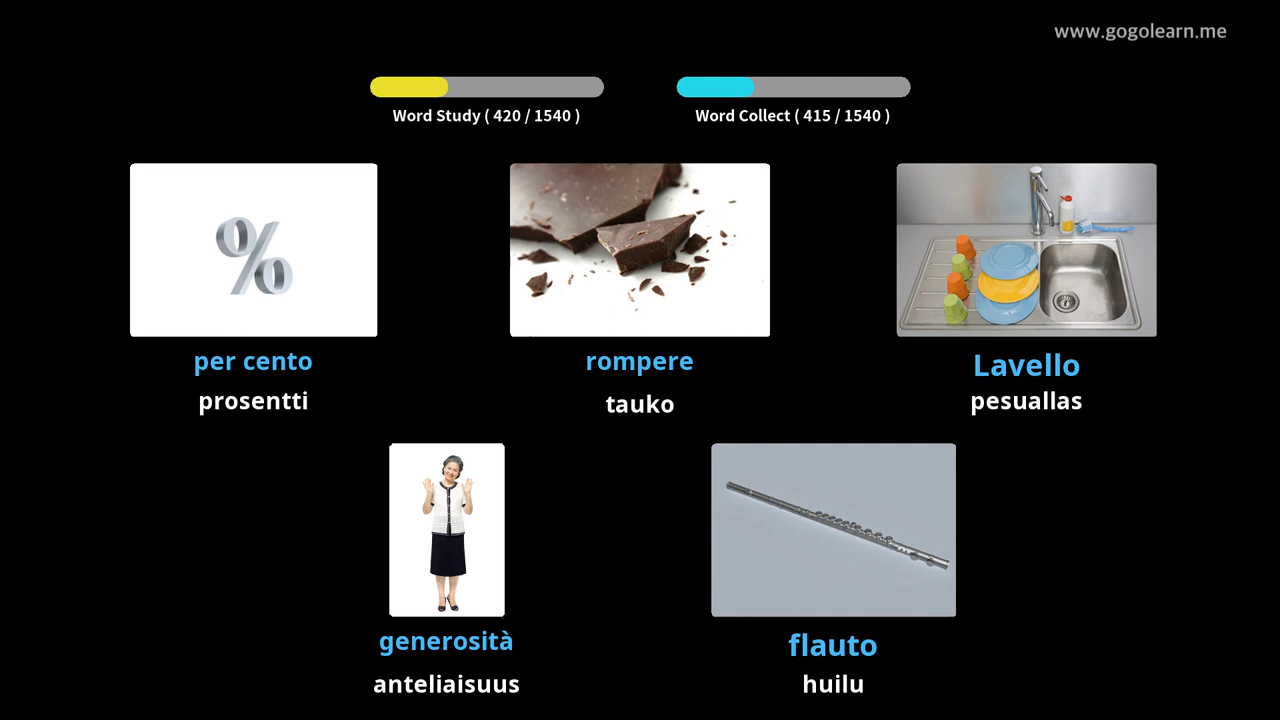 www.gogolearn.me
Word Study ( 420 / 1540 )
Word Collect ( 415 / 1540 )
%
per cento
prosentti
rompere
tauko
Lavello
pesuallas
generosità
anteliaisuus
flauto
huilu